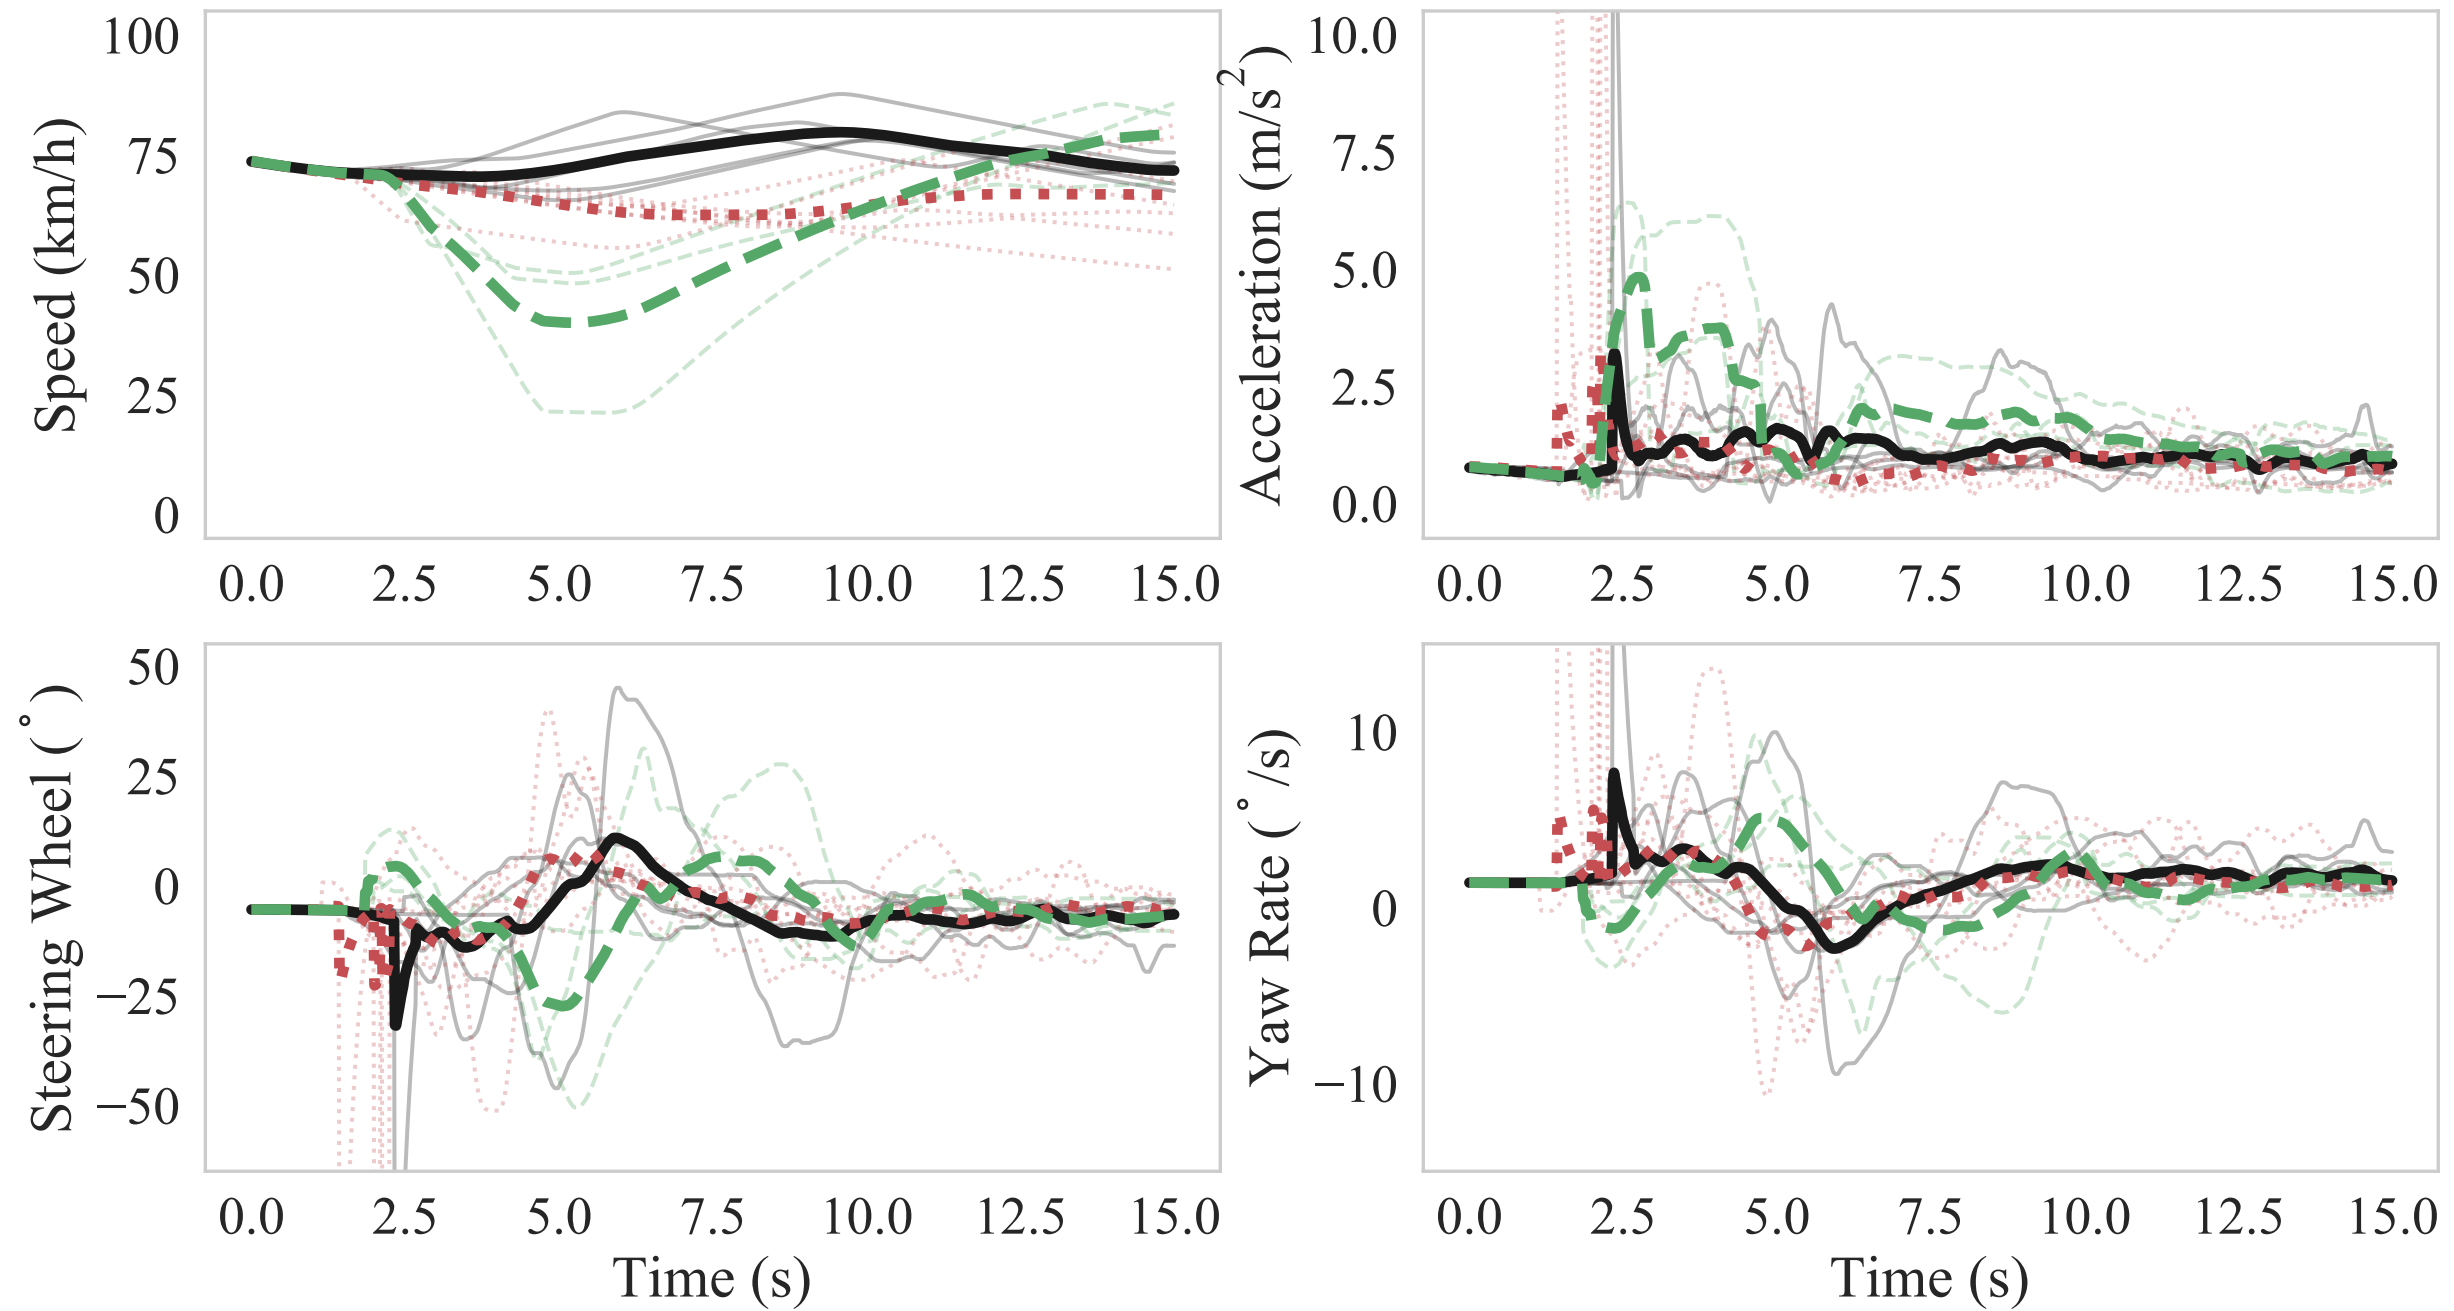 Speed (km/h)
100
75
50
25
0
0.0 2.5 5.0 7.5 10.0 12.5 15.0
Acceleration (m/s²)
10.0
7.5
5.0
2.5
0.0
0.0 2.5 5.0 7.5 10.0 12.5 15.0
Steering Wheel (°)
50
25
0
−25
−50
0.0 2.5 5.0 7.5 10.0 12.5 15.0
Time (s)
Yaw Rate (°/s)
10
0
−10
0.0 2.5 5.0 7.5 10.0 12.5 15.0
Time (s)